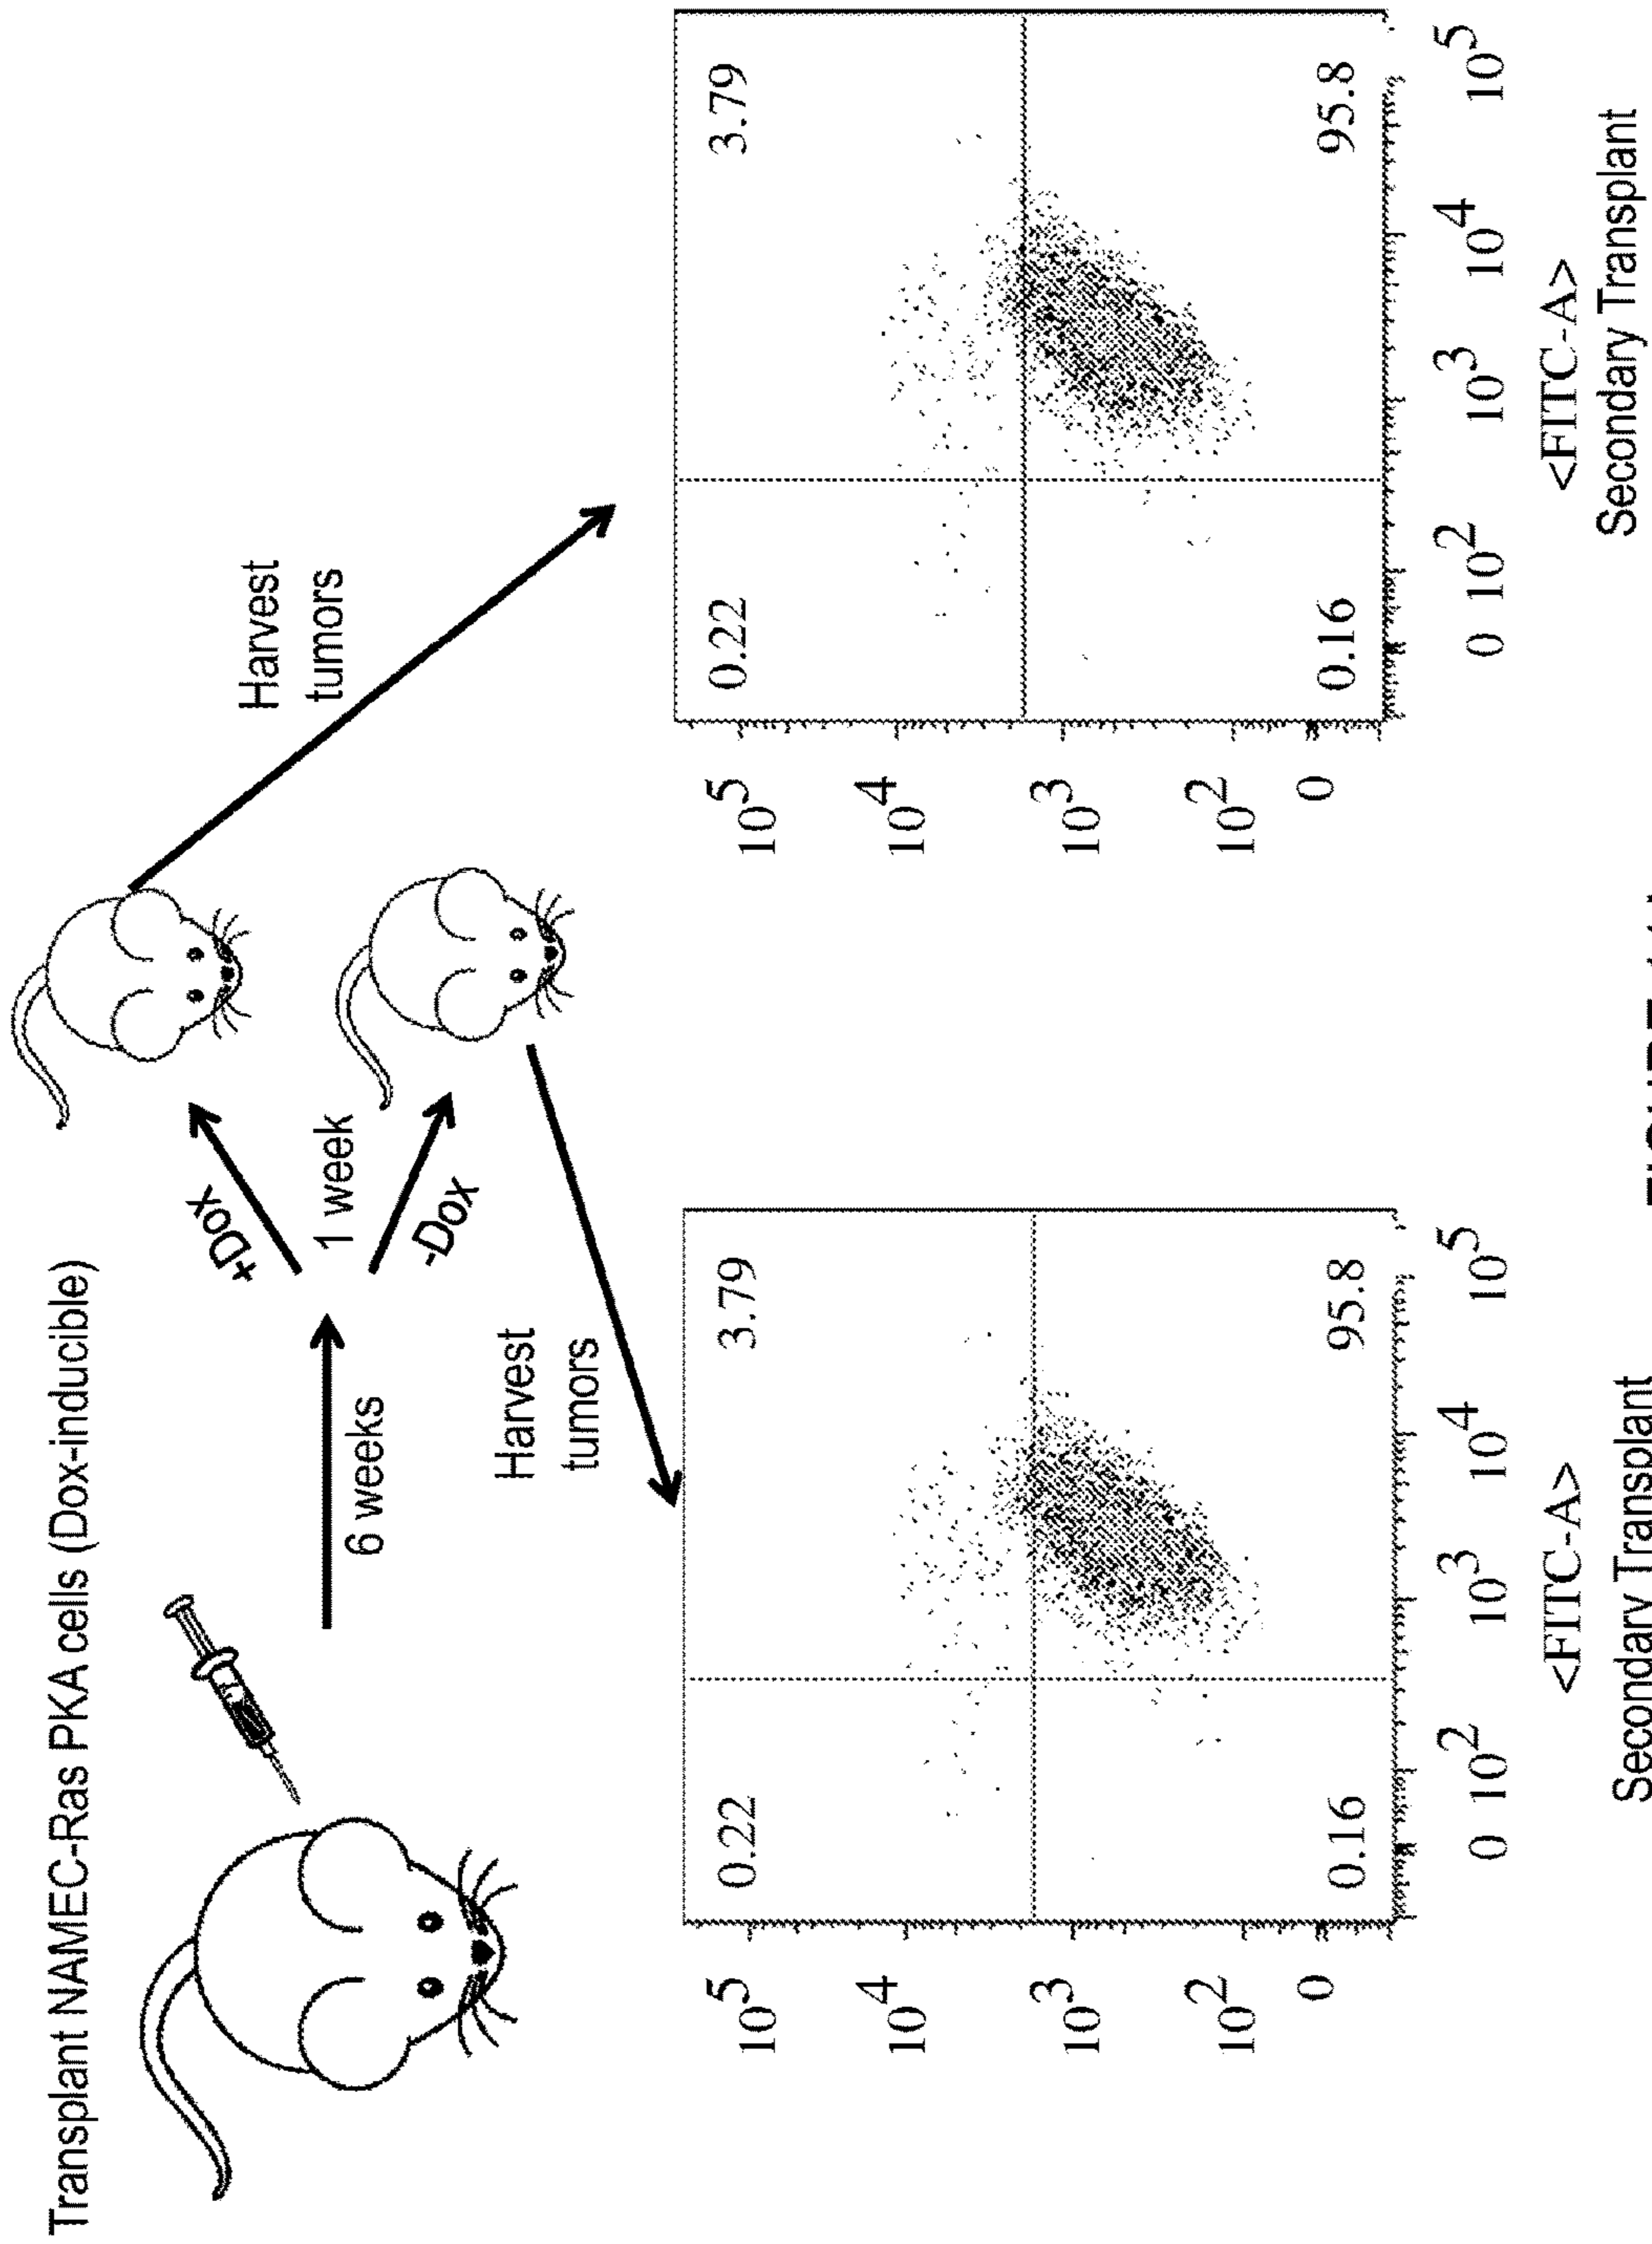 Transplant NAMEC-Ras PKA cells (Dox-inducible)
6 weeks
+Dox
1 week
-Dox
Harvest
tumors
Harvest
tumors
10^5
10^4
10^3
10^2
0
0.22
3.79
0.16
95.8
0 10^2 10^3 10^4 10^5
<FITC-A>
Secondary Transplant
10^5
10^4
10^3
10^2
0
0.22
3.79
0.16
95.8
0 10^2 10^3 10^4 10^5
<FITC-A>
Secondary Transplant